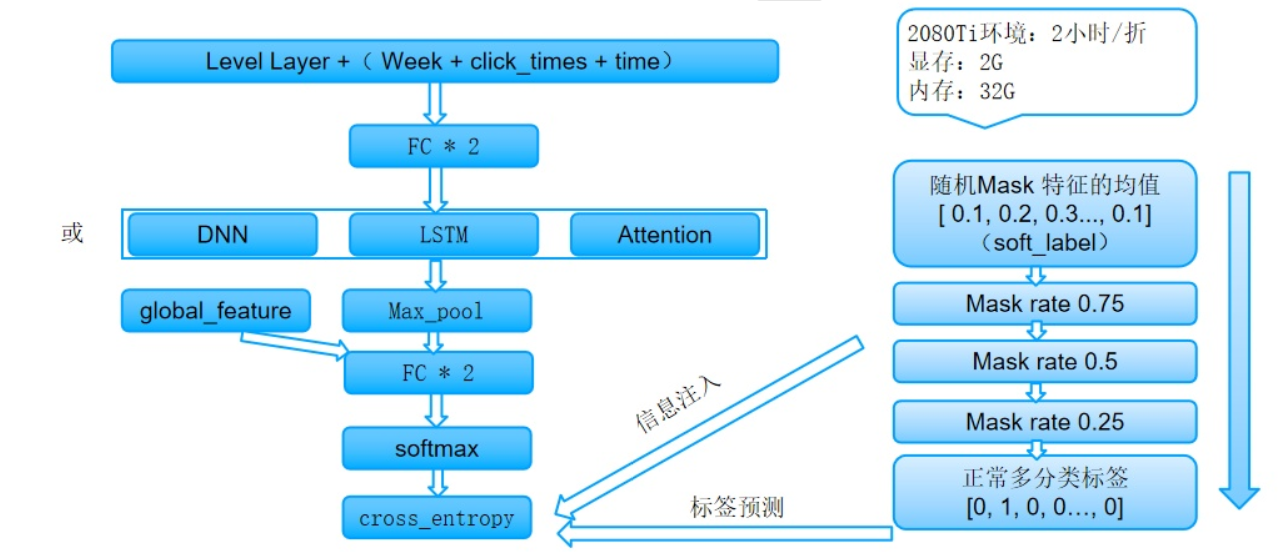 Level Layer +（ Week + click_times + time）
FC * 2
或
DNN
LSTM
Attention
global_feature
Max_pool
FC * 2
softmax
cross_entropy
2080Ti环境：2小时/折
显存：2G
内存：32G
随机Mask 特征的均值
[ 0.1, 0.2, 0.3..., 0.1]
（soft_label）
Mask rate 0.75
Mask rate 0.5
Mask rate 0.25
正常多分类标签
[0, 1, 0, 0..., 0]
信息注入
标签预测